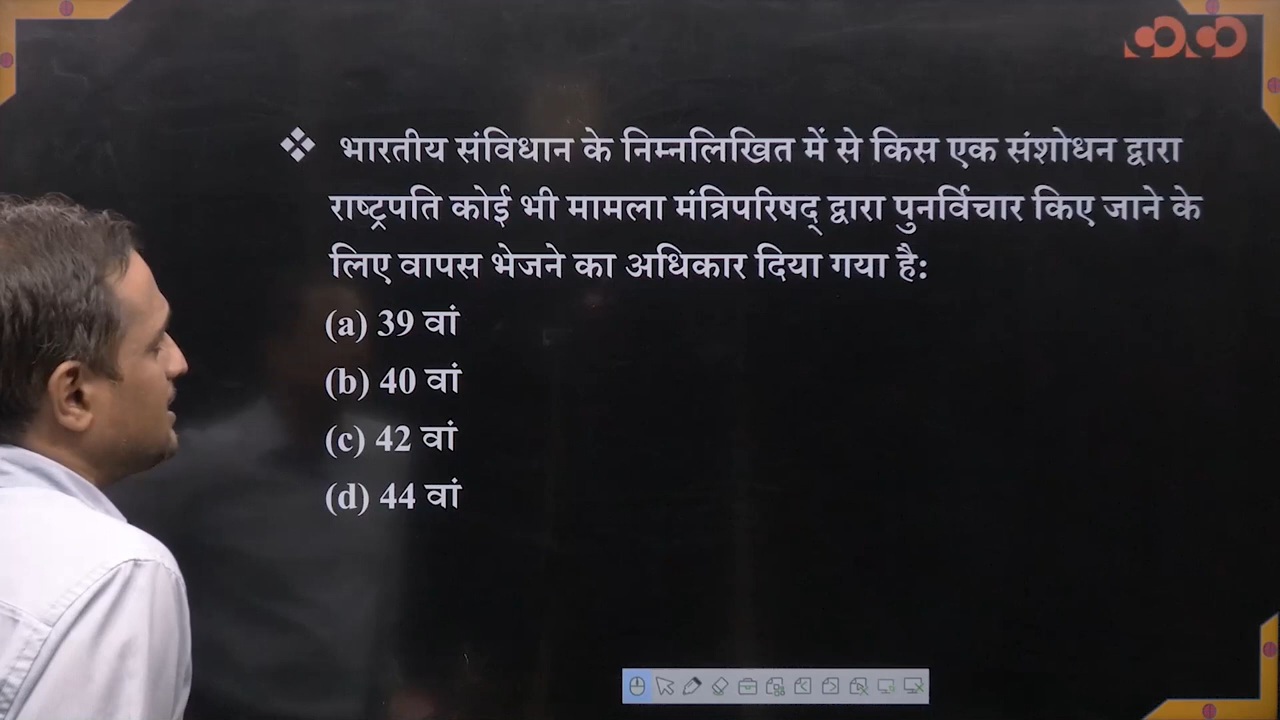 ❖ भारतीय संविधान के निम्नलिखित में से किस एक संशोधन द्वारा
राष्ट्रपति कोई भी मामला मंत्रिपरिषद् द्वारा पुनर्विचार किए जाने के
लिए वापस भेजने का अधिकार दिया गया है:
(a) 39 वां
(b) 40 वां
(c) 42 वां
(d) 44 वां